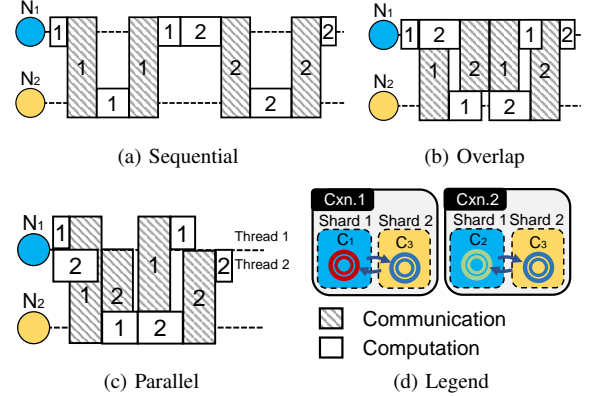 N₁
1
1
1
1
1
2
2
2
2
2
N₂
(a) Sequential
N₁
1
2
1
2
1
2
1
2
1
2
N₂
(b) Overlap
N₁
1
2
1
2
1
1
2
2
1
2
Thread 1
Thread 2
N₂
(c) Parallel
Cxn.1
Shard 1 Shard 2
C₁
C₃
Cxn.2
Shard 1 Shard 2
C₂
C₃
Communication
Computation
(d) Legend